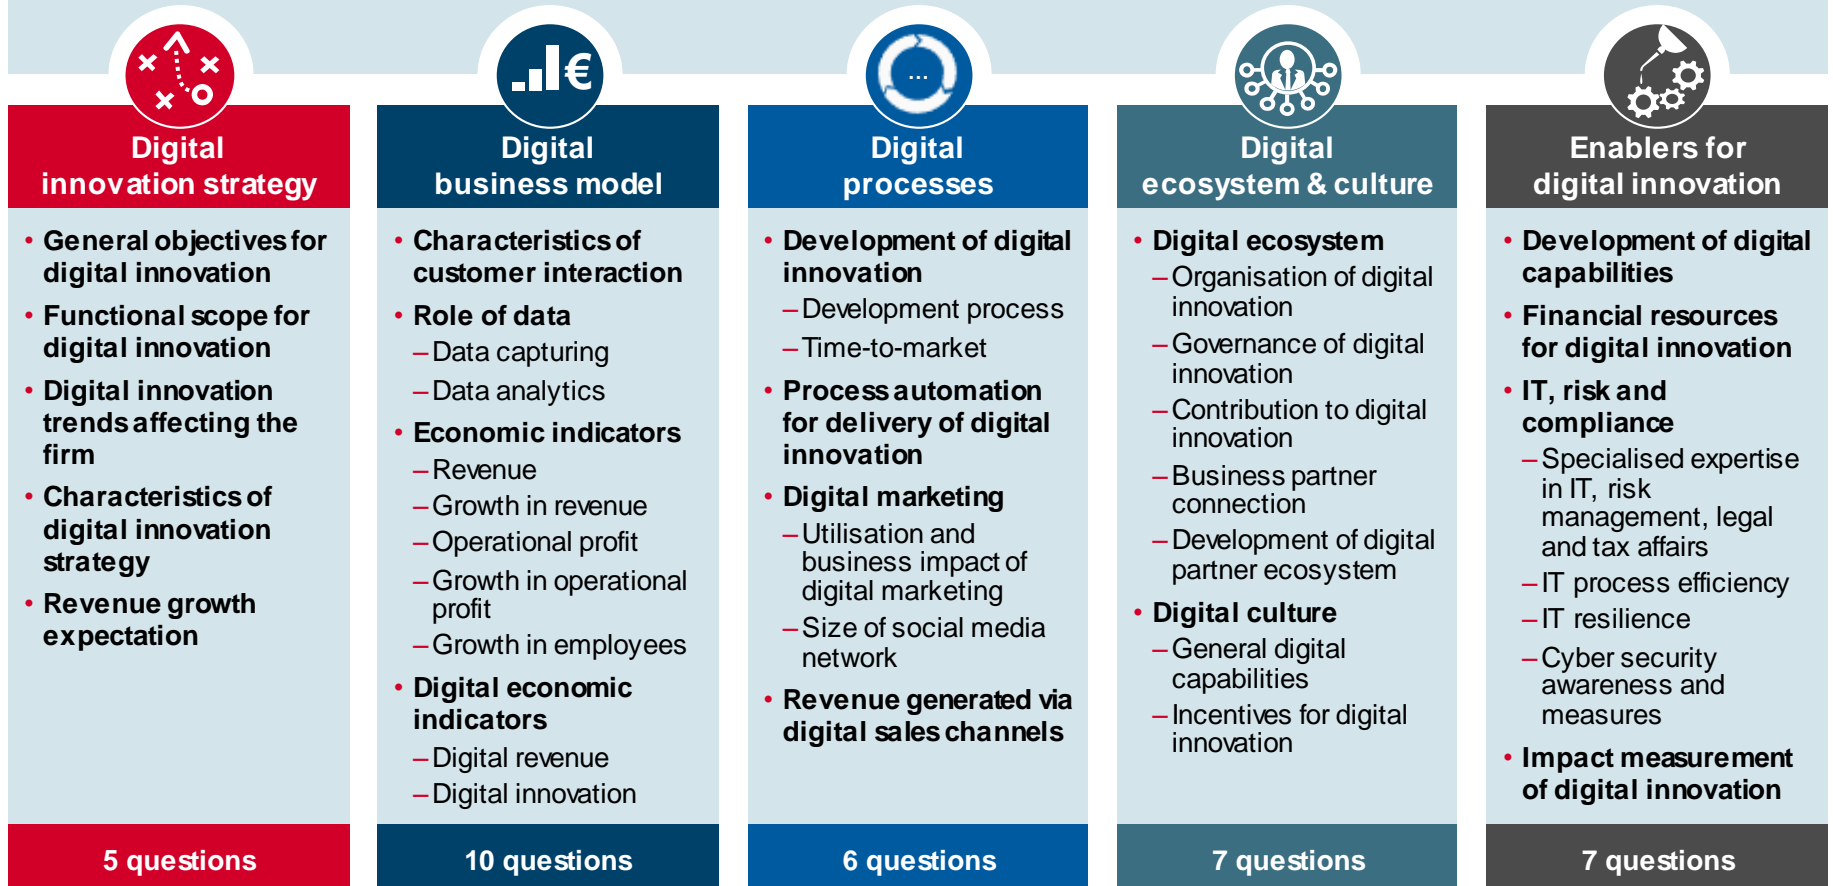 Digital
innovation strategy
• General objectives for
digital innovation
• Functional scope for
digital innovation
• Digital innovation
trends affecting the
firm
• Characteristics of
digital innovation
strategy
• Revenue growth
expectation
5 questions
€
Digital
business model
• Characteristics of
customer interaction
• Role of data
– Data capturing
– Data analytics
• Economic indicators
– Revenue
– Growth in revenue
– Operational profit
– Growth in operational
profit
– Growth in employees
• Digital economic
indicators
– Digital revenue
– Digital innovation
10 questions
...
Digital
processes
• Development of digital
innovation
– Development process
– Time-to-market
• Process automation
for delivery of digital
innovation
• Digital marketing
– Utilisation and
business impact of
digital marketing
– Size of social media
network
• Revenue generated via
digital sales channels
6 questions
Digital
ecosystem & culture
• Digital ecosystem
– Organisation of digital
innovation
– Governance of digital
innovation
– Contribution to digital
innovation
– Business partner
connection
– Development of digital
partner ecosystem
• Digital culture
– General digital
capabilities
– Incentives for digital
innovation
7 questions
Enablers for
digital innovation
• Development of digital
capabilities
• Financial resources
for digital innovation
• IT, risk and
compliance
– Specialised expertise
in IT, risk
management, legal
and tax affairs
– IT process efficiency
– IT resilience
– Cyber security
awareness and
measures
• Impact measurement
of digital innovation
7 questions